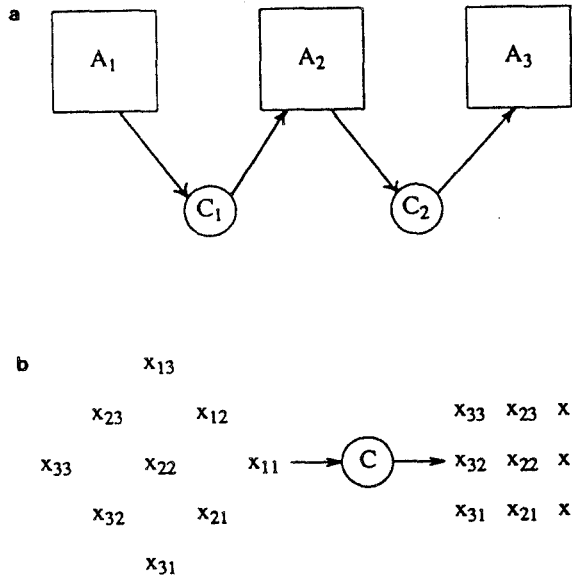 a
A₁ A₂ A₃
C₁ C₂
b
x₁₃
x₂₃ x₁₂ x₃₃ x₂₃ x
x₃₃ x₂₂ x₁₁ C x₃₂ x₂₂ x
x₃₂ x₂₁ x₃₁ x₂₁ x
x₃₁